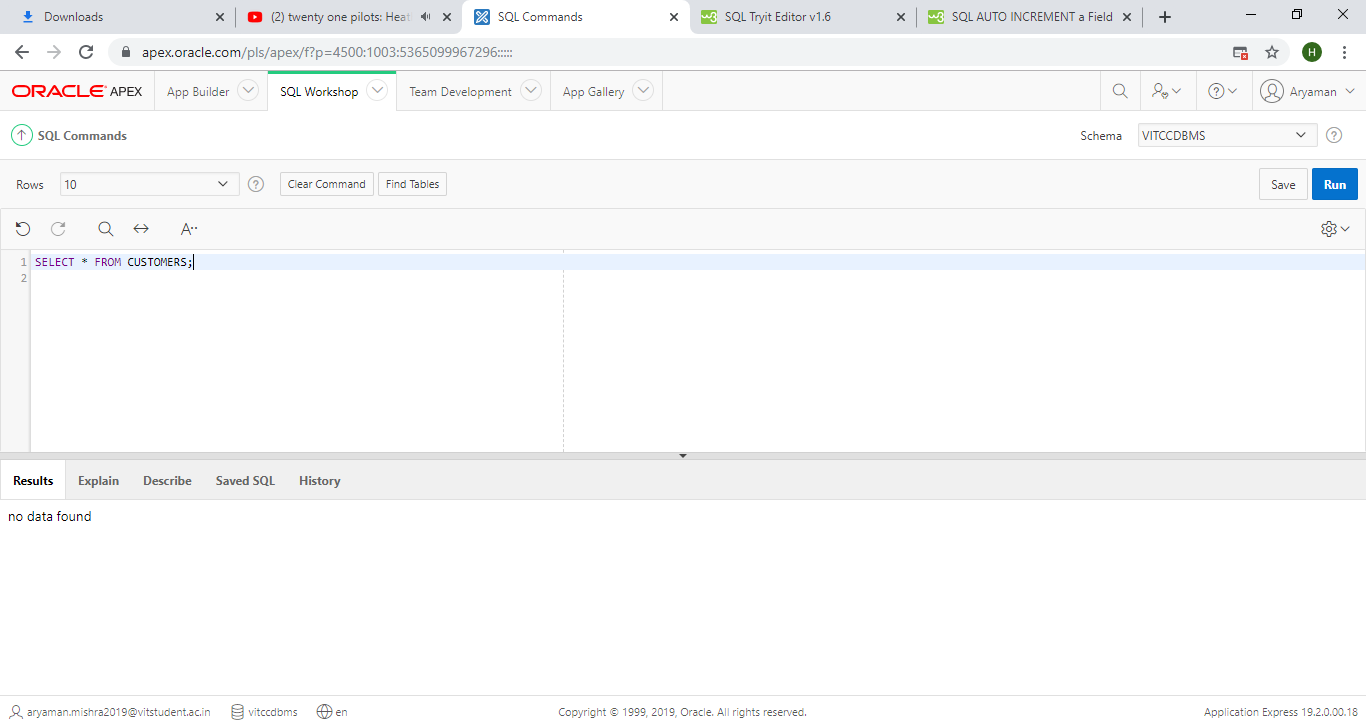 Downloads
(2) twenty one pilots: Heat
SQL Commands
SQL Tryit Editor v1.6
SQL AUTO INCREMENT a Field
apex.oracle.com/pls/apex/f?p=4500:1003:5365099967296:::::
H
ORACLE APEX
App Builder
SQL Workshop
Team Development
App Gallery
Aryaman
SQL Commands
Schema
VITCCDBMS
Rows
10
Clear Command
Find Tables
Save
Run
1 SELECT * FROM CUSTOMERS;
2
Results
Explain
Describe
Saved SQL
History
no data found
aryaman.mishra2019@vitstudent.ac.in
vitccdbms
en
Copyright © 1999, 2019, Oracle. All rights reserved.
Application Express 19.2.0.00.18